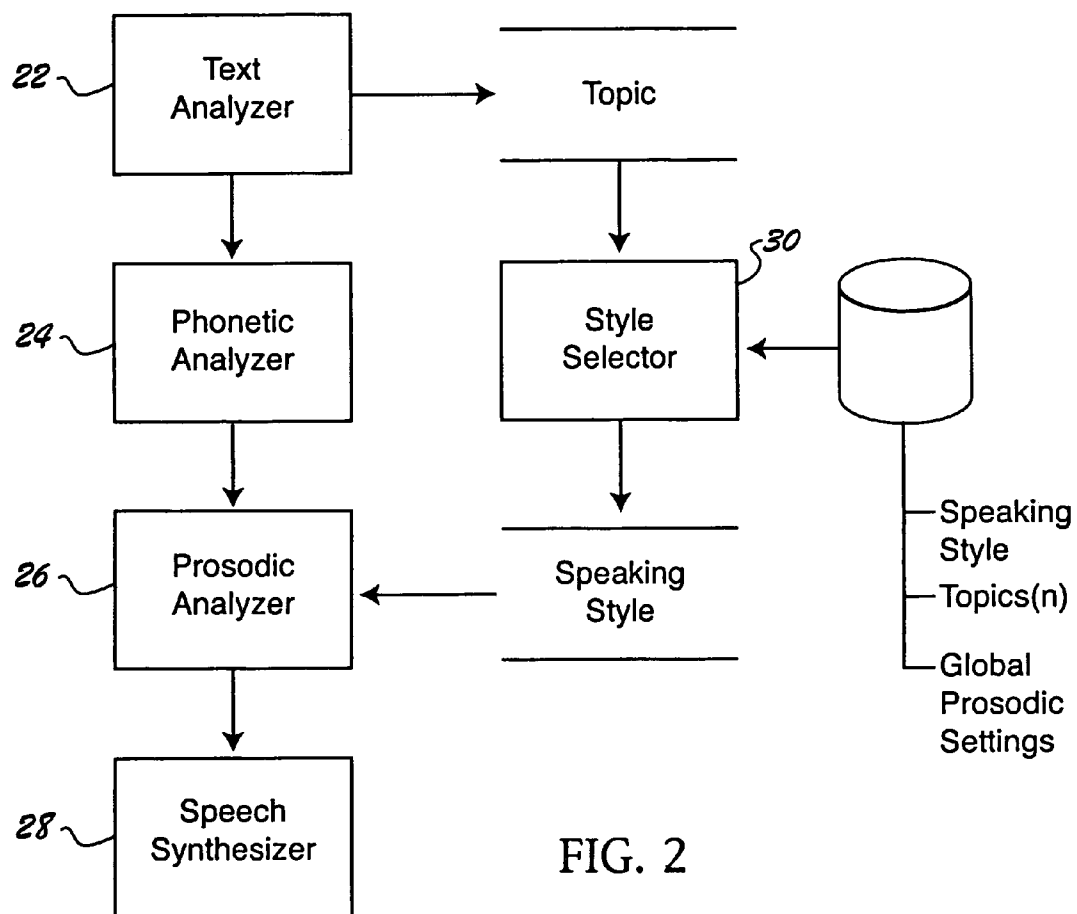 22
Text
Analyzer
Topic
24
Phonetic
Analyzer
30
Style
Selector
26
Prosodic
Analyzer
Speaking
Style
Speaking
Style
Topics(n)
Global
Prosodic
Settings
28
Speech
Synthesizer
FIG. 2